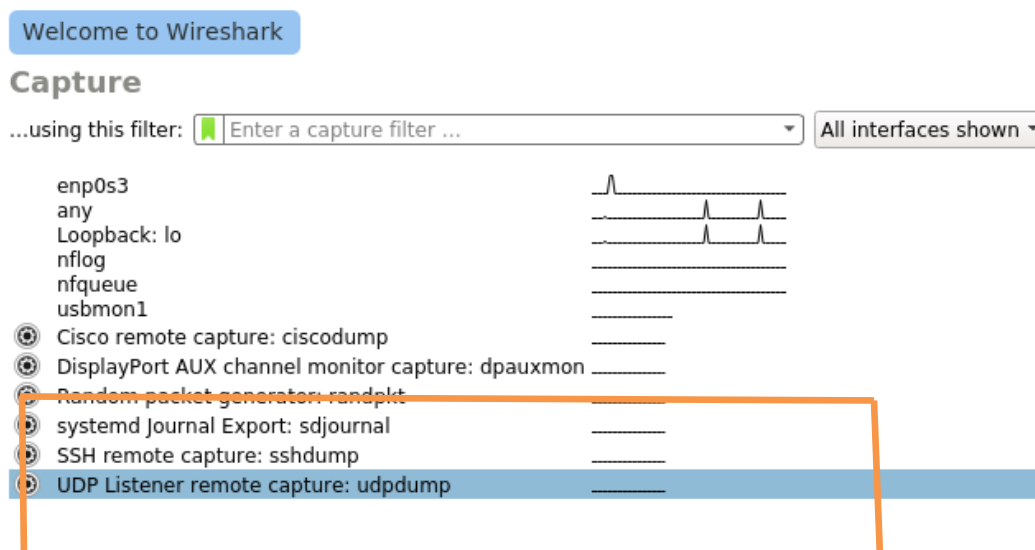 Welcome to Wireshark
Capture
...using this filter: Enter a capture filter ... All interfaces shown
enp0s3
any
Loopback: lo
nflog
nfqueue
usbmon1
Cisco remote capture: ciscodump
DisplayPort AUX channel monitor capture: dpauxmon
Random packet generator: randpkt
systemd Journal Export: sdjournal
SSH remote capture: sshdump
UDP Listener remote capture: udpdump